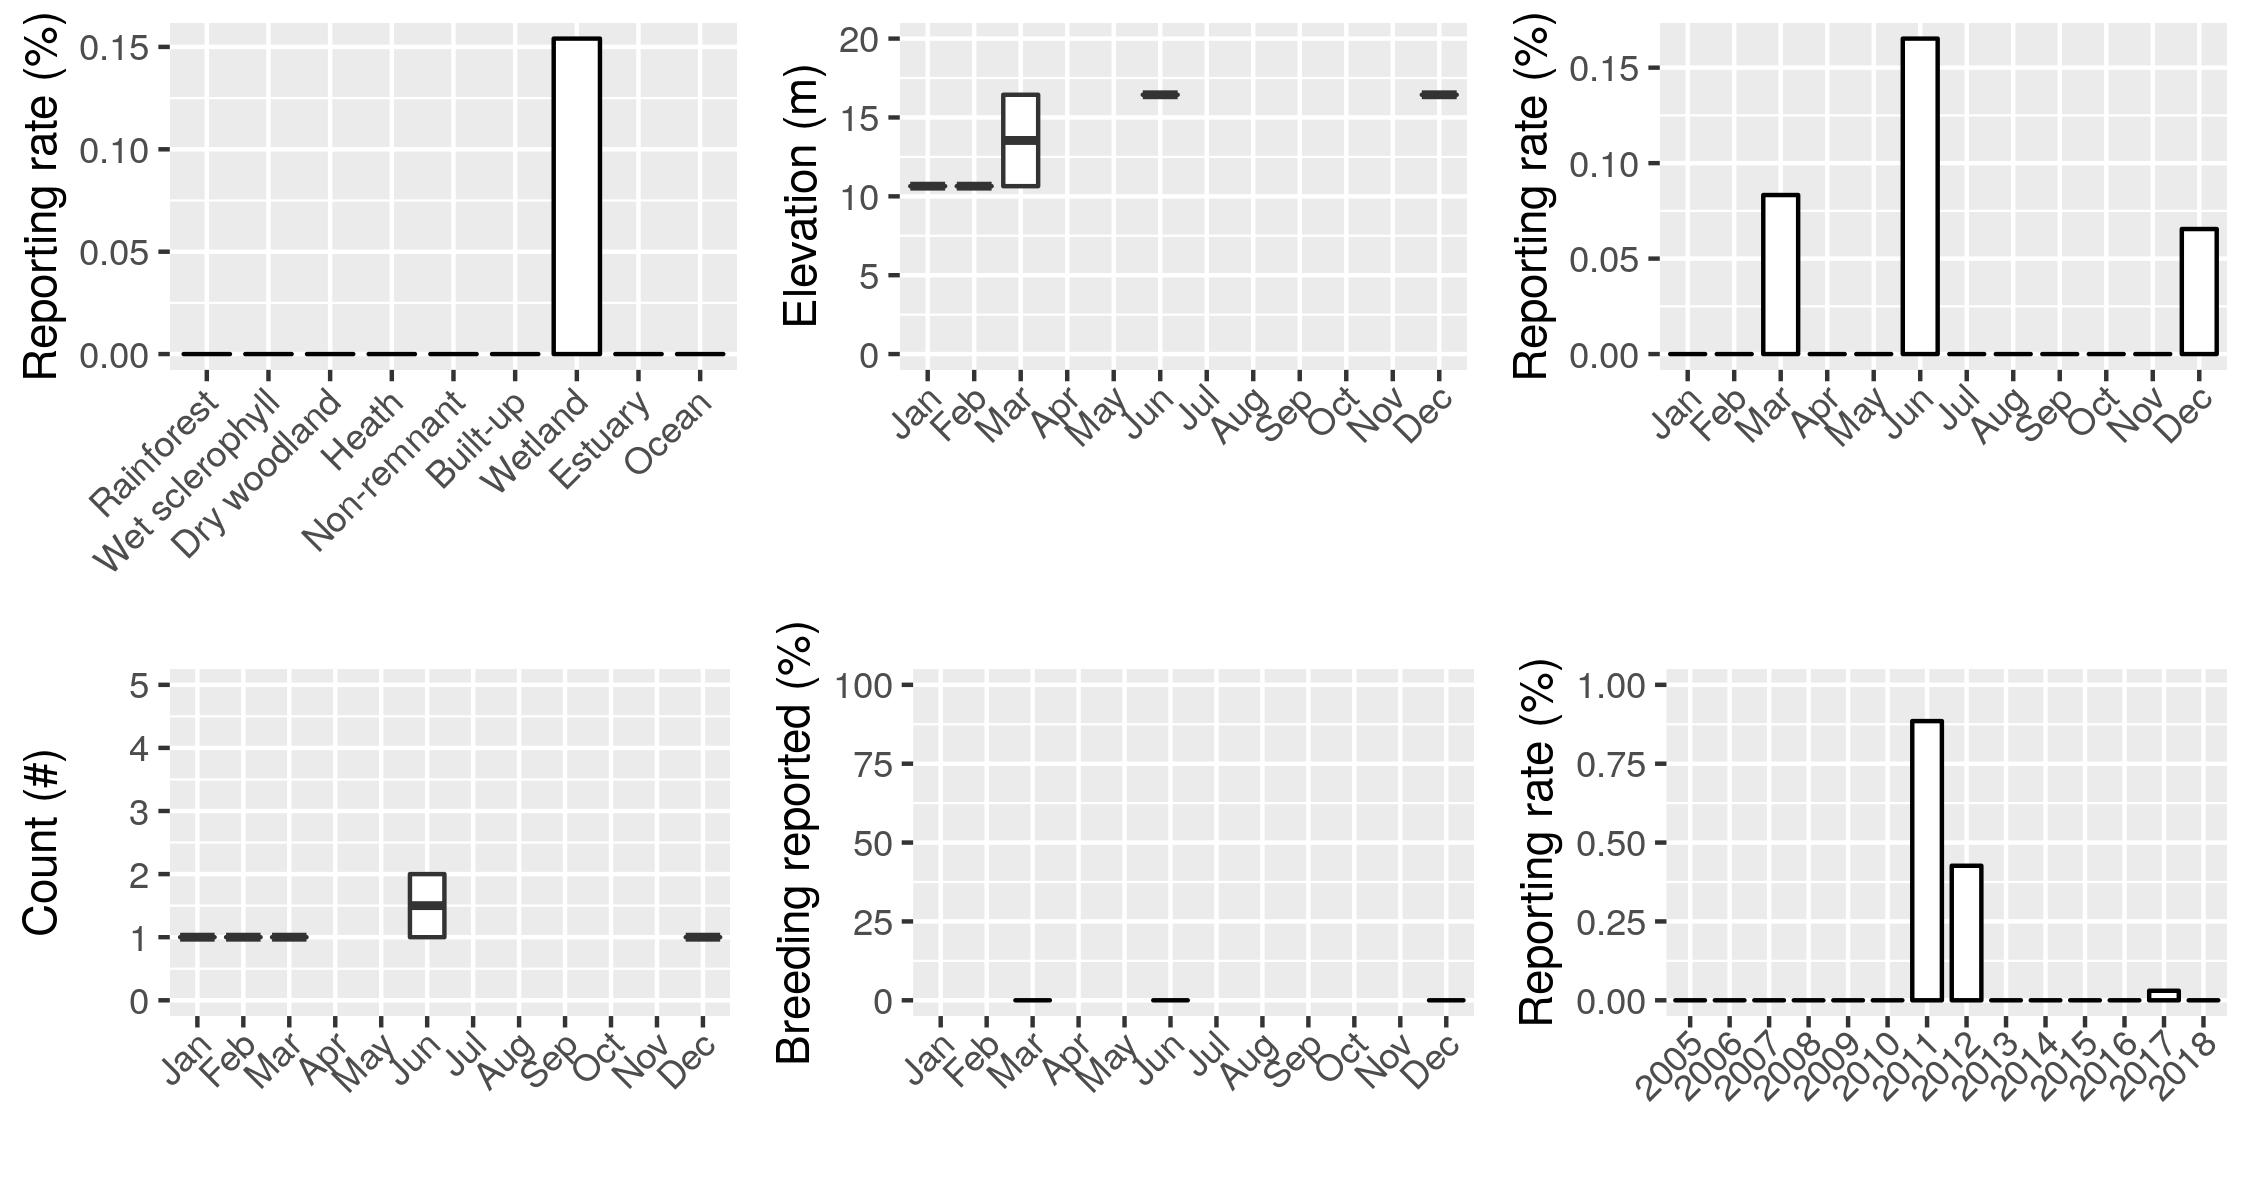 Reporting rate (%)
0.15
0.10
0.05
0.00
Rainforest
Wet sclerophyll
Dry woodland
Heath
Non-remnant
Built-up
Wetland
Estuary
Ocean
Elevation (m)
20
15
10
5
0
Jan
Feb
Mar
Apr
May
Jun
Jul
Aug
Sep
Oct
Nov
Dec
Reporting rate (%)
0.15
0.10
0.05
0.00
Jan
Feb
Mar
Apr
May
Jun
Jul
Aug
Sep
Oct
Nov
Dec
Count (#)
5
4
3
2
1
0
Jan
Feb
Mar
Apr
May
Jun
Jul
Aug
Sep
Oct
Nov
Dec
Breeding reported (%)
100
75
50
25
0
Jan
Feb
Mar
Apr
May
Jun
Jul
Aug
Sep
Oct
Nov
Dec
Reporting rate (%)
1.00
0.75
0.50
0.25
0.00
2005
2006
2007
2008
2009
2010
2011
2012
2013
2014
2015
2016
2017
2018